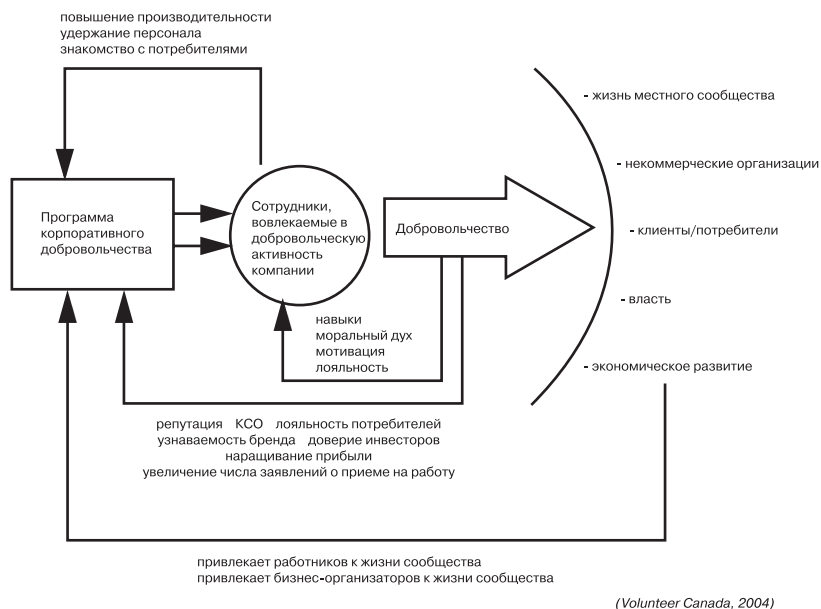 повышение производительности
удержание персонала
знакомство с потребителями
- жизнь местного сообщества
- некоммерческие организации
- клиенты/потребители
- власть
- экономическое развитие
Программа
корпоративного
добровольчества
Сотрудники,
вовлекаемые в
добровольческую
активность
компании
Добровольчество
навыки
моральный дух
мотивация
лояльность
репутация КСО лояльность потребителей
узнаваемость бренда доверие инвесторов
наращивание прибыли
увеличение числа заявлений о приеме на работу
привлекает работников к жизни сообщества
привлекает бизнес-организаторов к жизни сообщества
(Volunteer Canada, 2004)